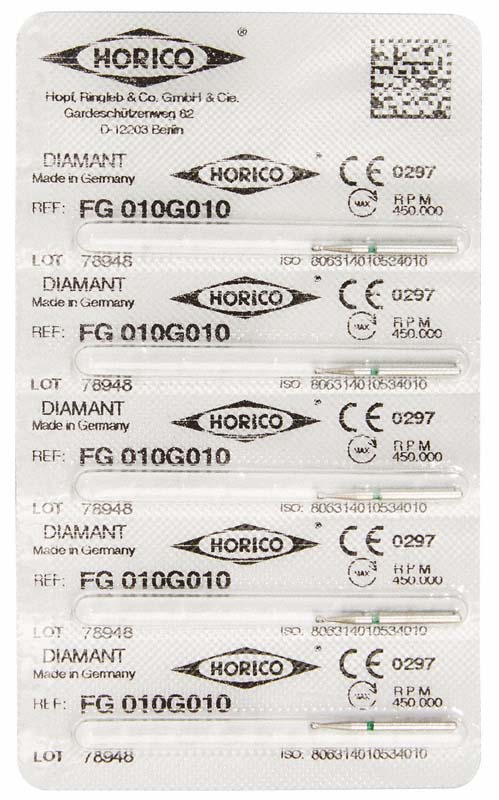 HORICO ®
Hopf, Ringleb & Co. GmbH & Cie.
Gardeschützenweg 82
D-12203 Berlin
DIAMANT HORICO ® CE 0297
Made in Germany MAX RPM
REF: FG 010G010 450.000
LOT 78948 ISO: 806314010534010
DIAMANT HORICO ® CE 0297
Made in Germany MAX RPM
REF: FG 010G010 450.000
LOT 78948 ISO: 806314010534010
DIAMANT HORICO ® CE 0297
Made in Germany MAX RPM
REF: FG 010G010 450.000
LOT 78948 ISO: 806314010534010
DIAMANT HORICO ® CE 0297
Made in Germany MAX RPM
REF: FG 010G010 450.000
LOT 78948 ISO: 806314010534010
DIAMANT HORICO ® CE 0297
Made in Germany MAX RPM
REF: FG 010G010 450.000
LOT 78948 ISO: 806314010534010